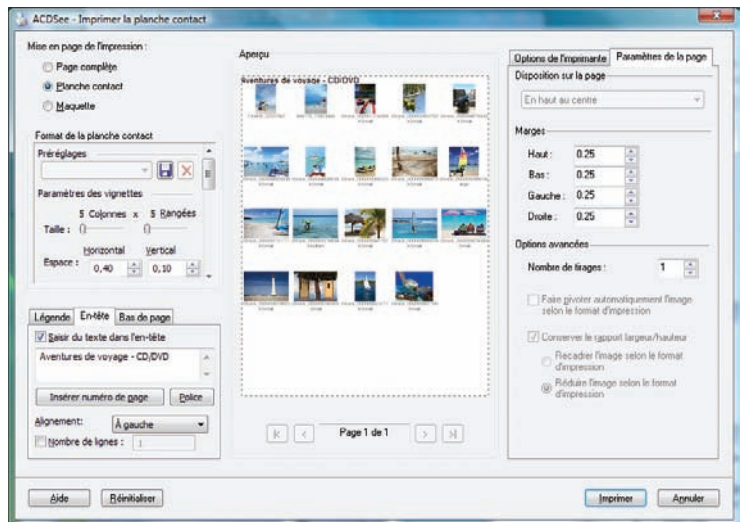 ACDSee - Imprimer la planche contact
Mise en page de l'impression :
Page complète
Planche contact
Maquette
Format de la planche contact
Préréglages
Paramètres des vignettes
5 Colonnes x 5 Rangées
Taille :
Horizontal Vertical
Espace : 0,40 0,10
Légende En-tête Bas de page
Saisir du texte dans l'en-tête
Aventures de voyage - CD/DVD
Insérer numéro de page Police
Alignement: À gauche
Nombre de lignes : 1
Aide Réinitialiser
Aperçu
Aventures de voyage - CD/DVD
Page 1 de 1
Options de l'imprimante Paramètres de la page
Disposition sur la page
En haut au centre
Marges
Haut : 0.25
Bas : 0.25
Gauche : 0.25
Droite : 0.25
Options avancées
Nombre de tirages : 1
Faire pivoter automatiquement l'image
selon le format d'impression
Conserver le rapport largeur/hauteur
Recadrer l'image selon le format
d'impression
Réduire l'image selon le format
d'impression
Imprimer Annuler